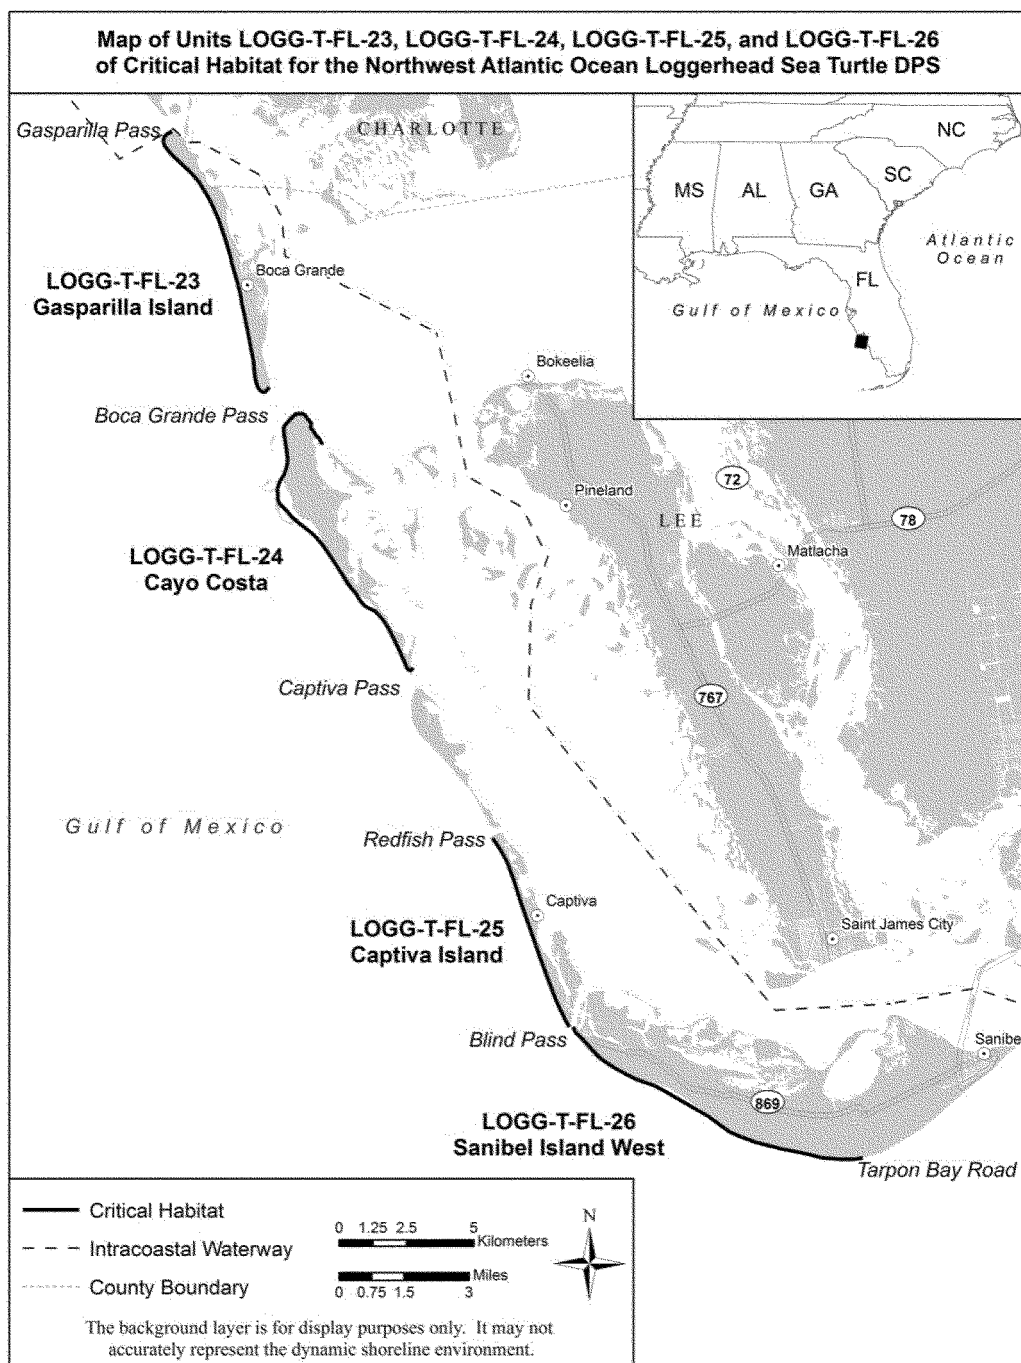 Map of Units LOGG-T-FL-23, LOGG-T-FL-24, LOGG-T-FL-25, and LOGG-T-FL-26
of Critical Habitat for the Northwest Atlantic Ocean Loggerhead Sea Turtle DPS
Gasparilla Pass
CHARLOTTE
NC
SC
MS
AL
GA
Atlantic
Ocean
FL
Gulf of Mexico
Boca Grande
LOGG-T-FL-23
Gasparilla Island
Bokeelia
Boca Grande Pass
72
Pineland
LEE
78
LOGG-T-FL-24
Cayo Costa
Matlacha
Captiva Pass
767
Gulf of Mexico
Redfish Pass
Captiva
LOGG-T-FL-25
Captiva Island
Saint James City
Blind Pass
Sanibe
869
LOGG-T-FL-26
Sanibel Island West
Tarpon Bay Road
Critical Habitat
Intracoastal Waterway
County Boundary
0 1.25 2.5 5
Kilometers
Miles
0 0.75 1.5 3
N
The background layer is for display purposes only. It may not
accurately represent the dynamic shoreline environment.